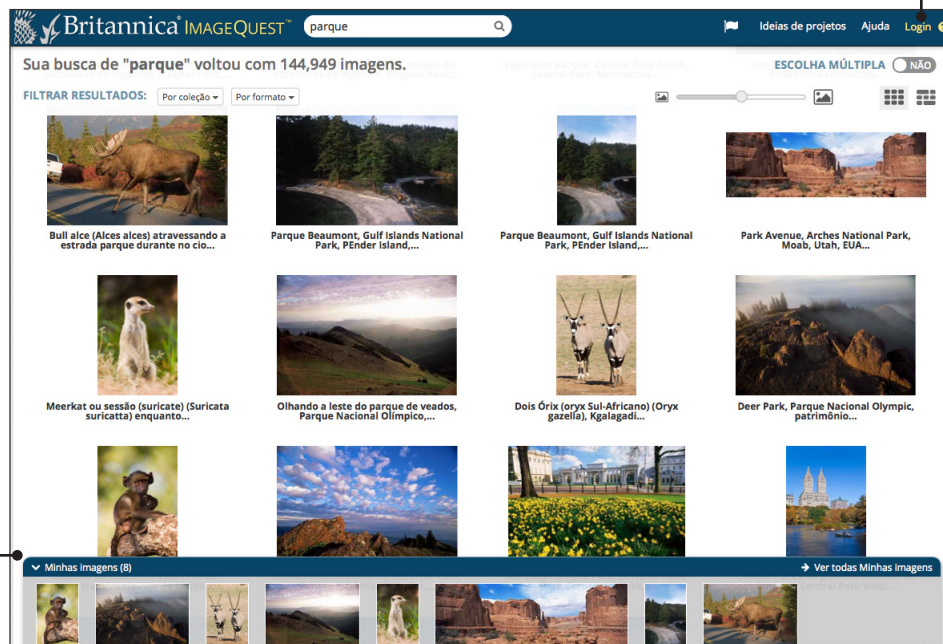 Britannica® ImageQuest™
parque
Ideias de projetos
Ajuda
Login
Sua busca de "parque" voltou com 144,949 imagens.
ESCOLHA MÚLTIPLA
NÃO
FILTRAR RESULTADOS:
Por coleção
Por formato
Bull alce (Alces alces) atravessando a
estrada parque durante no cio...
Parque Beaumont, Gulf Islands National
Park, PEnder Island,...
Parque Beaumont, Gulf Islands National
Park, PEnder Island,...
Park Avenue, Arches National Park,
Moab, Utah, EUA...
Meerkat ou sessão (suricate) (Suricata
suricatta) enquanto...
Olhando a leste do parque de veados,
Parque Nacional Olímpico,...
Dois Órix (oryx Sul-Africano) (Oryx
gazella), Kgalagadi...
Deer Park, Parque Nacional Olympic,
patrimônio...
Minhas imagens (8)
Ver todas Minhas imagens
Central Park West...